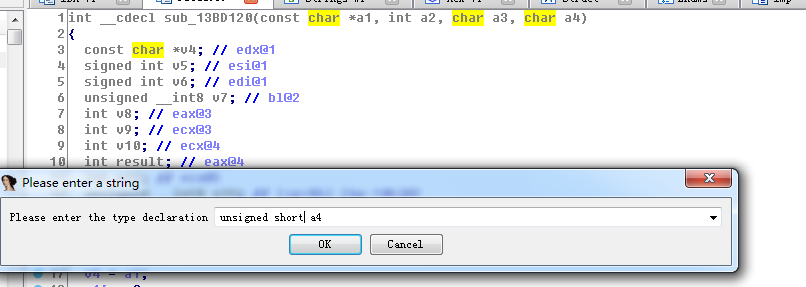 1 int __cdecl sub_13BD120(const char *a1, int a2, char a3, char a4)
2 {
3 const char *v4; // edx@1
4 signed int v5; // esi@1
5 signed int v6; // edi@1
6 unsigned __int8 v7; // bl@2
7 int v8; // eax@3
8 int v9; // ecx@3
9 int v10; // ecx@4
10 int result; // eax@4
Please enter a string
Please enter the type declaration unsigned short a4
OK Cancel
17 v4 = a1;